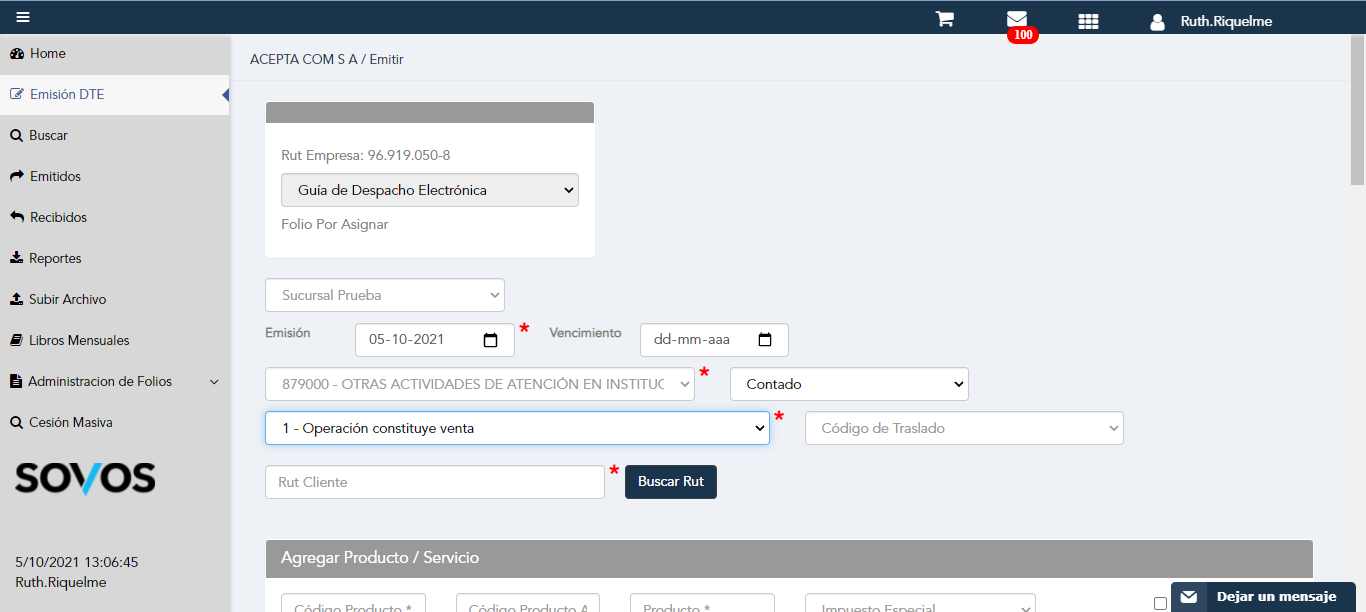 100
Ruth.Riquelme
Home
Emisión DTE
Buscar
Emitidos
Recibidos
Reportes
Subir Archivo
Libros Mensuales
Administracion de Folios
Cesión Masiva
SOVOS
5/10/2021 13:06:45
Ruth.Riquelme
ACEPTA COM S A / Emitir
Rut Empresa: 96.919.050-8
Guía de Despacho Electrónica
Folio Por Asignar
Sucursal Prueba
Emisión 05-10-2021 * Vencimiento dd-mm-aaa
879000 - OTRAS ACTIVIDADES DE ATENCIÓN EN INSTITUC * Contado
1 - Operación constituye venta * Código de Traslado
Rut Cliente * Buscar Rut
Agregar Producto / Servicio
Código Producto * Código Producto A Producto * Impuesto Especial
Dejar un mensaje